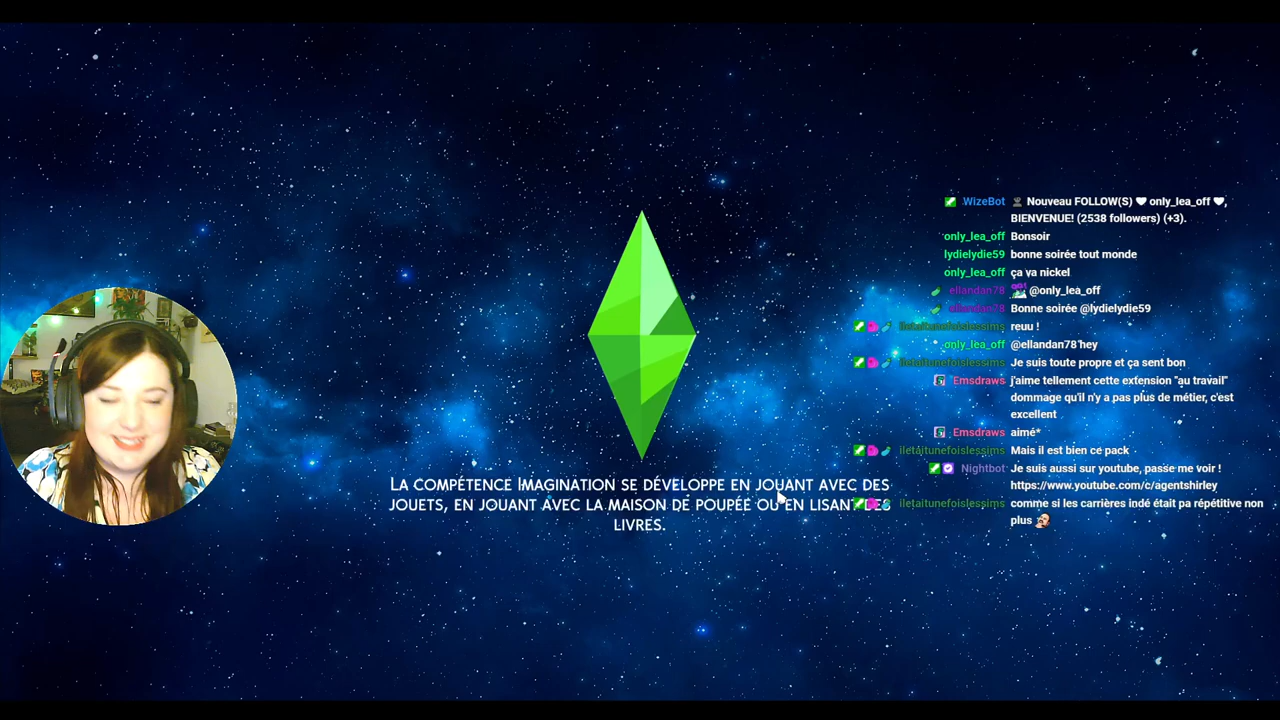 LA COMPÉTENCE IMAGINATION SE DÉVELOPPE EN JOUANT AVEC DES
JOUETS, EN JOUANT AVEC LA MAISON DE POUPÉE OU EN LISANT
LIVRES.
WizeBot Nouveau FOLLOW(S) only_lea_off ,
BIENVENUE! (2538 followers) (+3).
only_lea_off Bonsoir
lydielydie59 bonne soirée tout monde
only_lea_off ça va nickel
ellandan78 @only_lea_off
ellandan78 Bonne soirée @lydielydie59
iletaitunefoislessims reuu !
only_lea_off @ellandan78 hey
iletaitunefoislessims Je suis toute propre et ça sent bon
Emsdraws j'aime tellement cette extension "au travail"
dommage qu'il n'y a pas plus de métier, c'est
excellent
Emsdraws aimé*
iletaitunefoislessims Mais il est bien ce pack
Nightbot Je suis aussi sur youtube, passe me voir !
https://www.youtube.com/c/agentshirley
iletaitunefoislessims comme si les carrières indé était pa répétitive non
plus